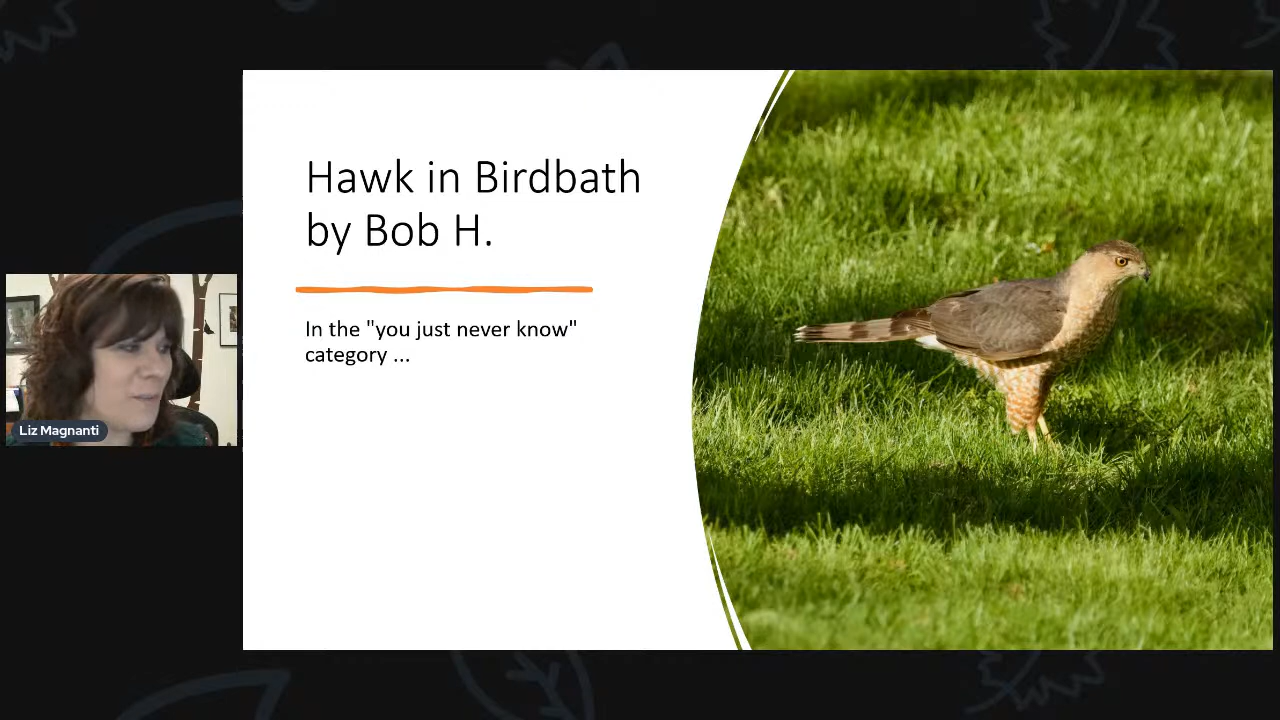 Hawk in Birdbath
by Bob H.
In the "you just never know"
category ...
Liz Magnanti